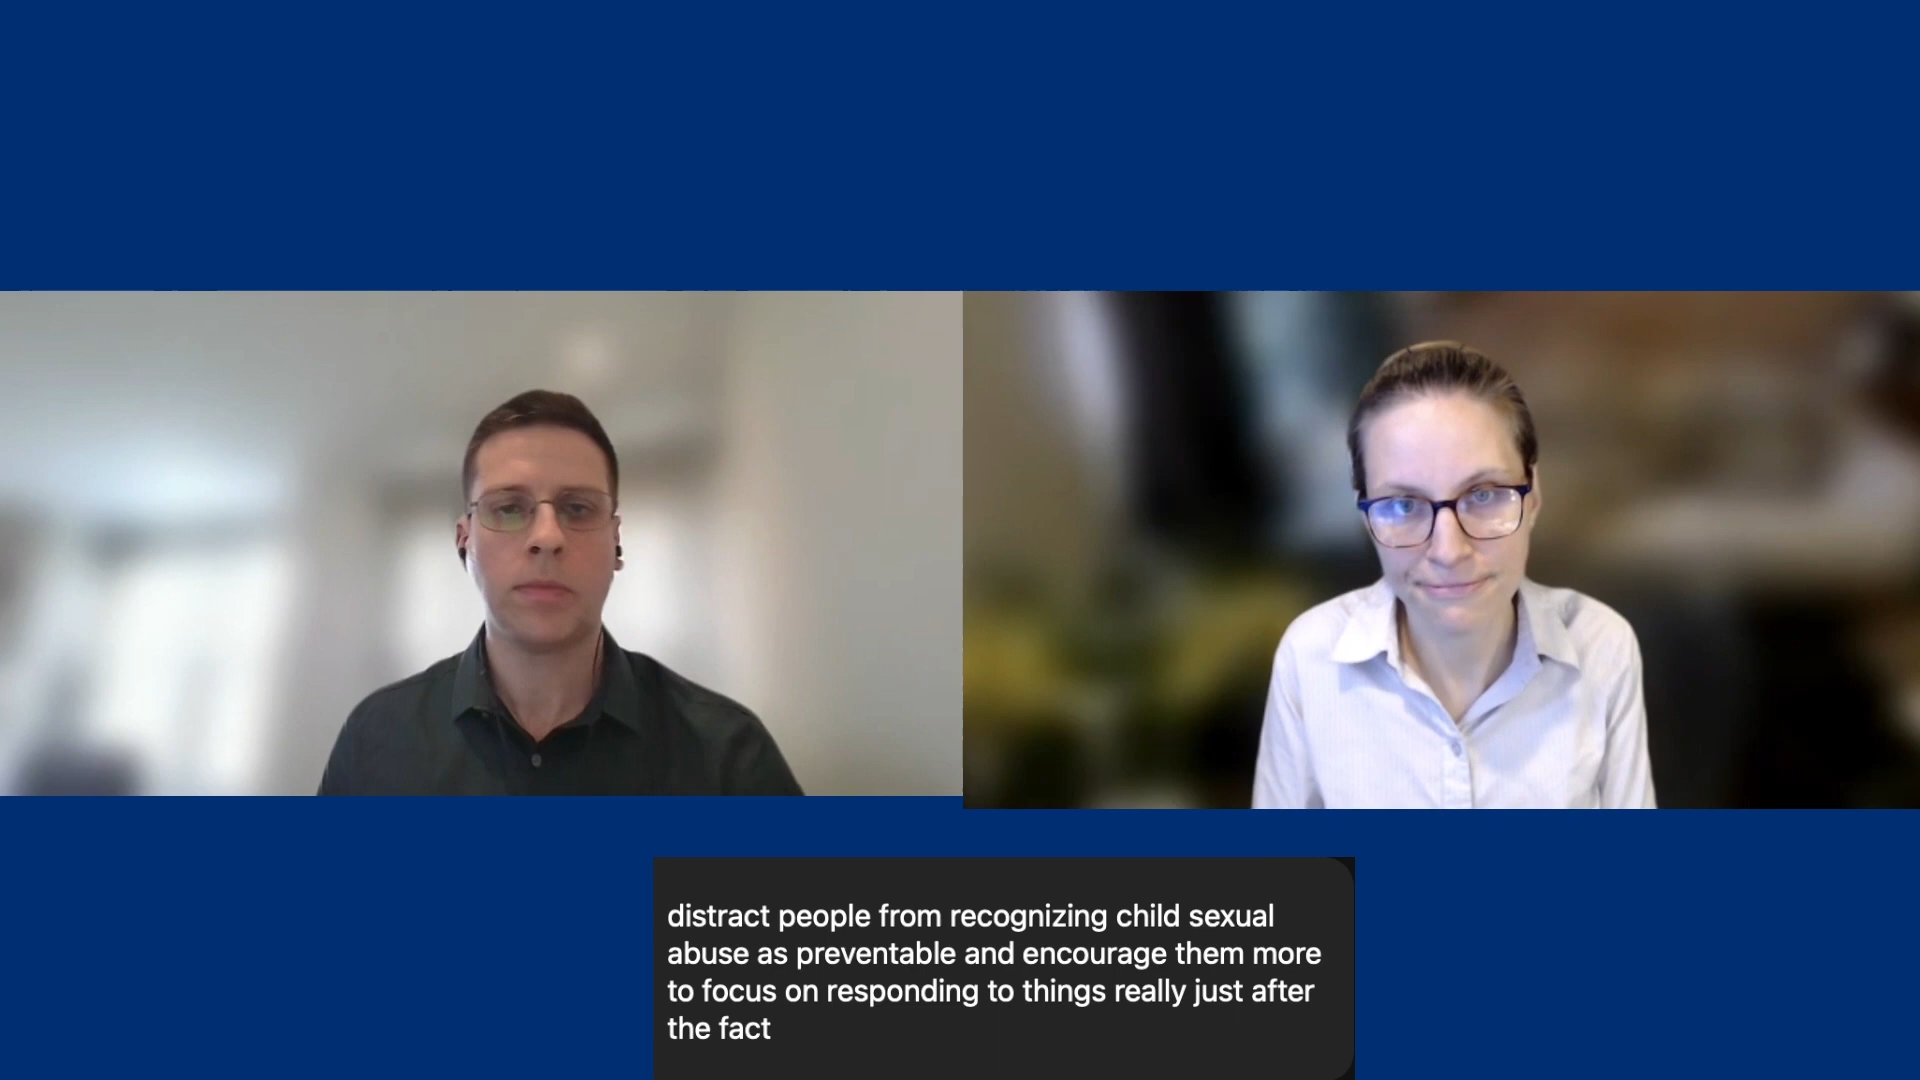 distract people from recognizing child sexual
abuse as preventable and encourage them more
to focus on responding to things really just after
the fact